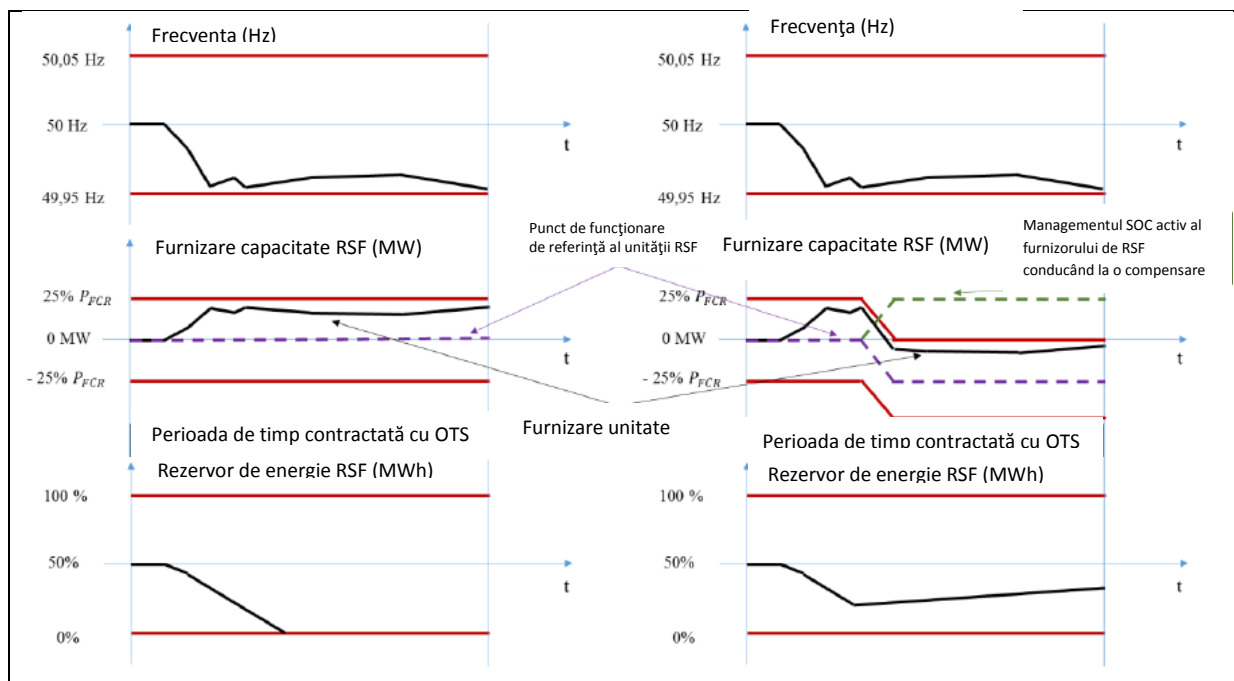 Frecventa (Hz)
50,05 Hz
50 Hz
t
49,95 Hz
Frecvenţa (Hz)
50,05 Hz
50 Hz
t
49,95 Hz
Furnizare capacitate RSF (MW)
Punct de funcţionare
de referinţă al unităţii RSF
Furnizare capacitate RSF (MW)
Managementul SOC activ al
furnizorului de RSF
conducând la o compensare
25% P_FCR
0 MW
t
- 25% P_FCR
25% P_FCR
0 MW
t
- 25% P_FCR
Furnizare unitate
Perioada de timp contractată cu OTS
Rezervor de energie RSF (MWh)
100 %
50%
t
0%
Perioada de timp contractată cu OTS
Rezervor de energie RSF (MWh)
100 %
50%
t
0%